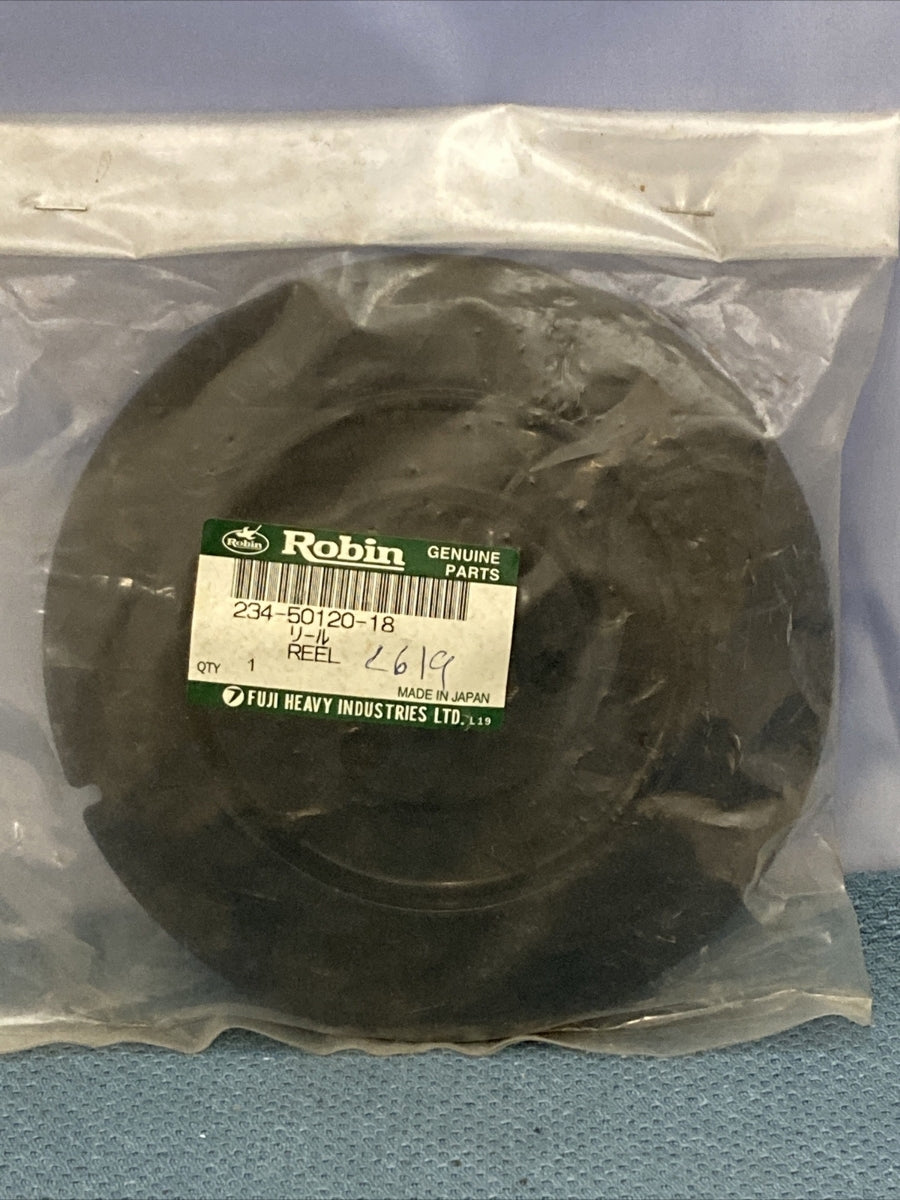 Robin Robin GENUINE
PARTS
234-50120-18
リール
REEL
QTY 1
MADE IN JAPAN
FUJI HEAVY INDUSTRIES LTD. L19